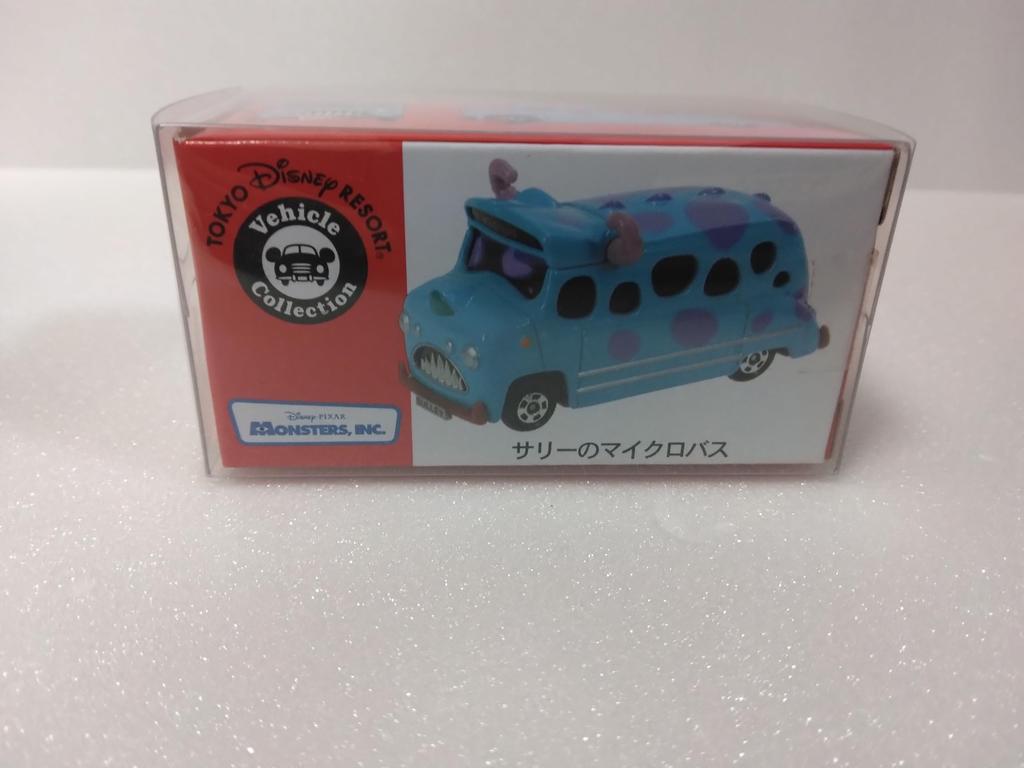 TOKYO DISNEY RESORT®
Vehicle
Collection
DISNEY·PIXAR
MONSTERS, INC.
サリーのマイクロバス